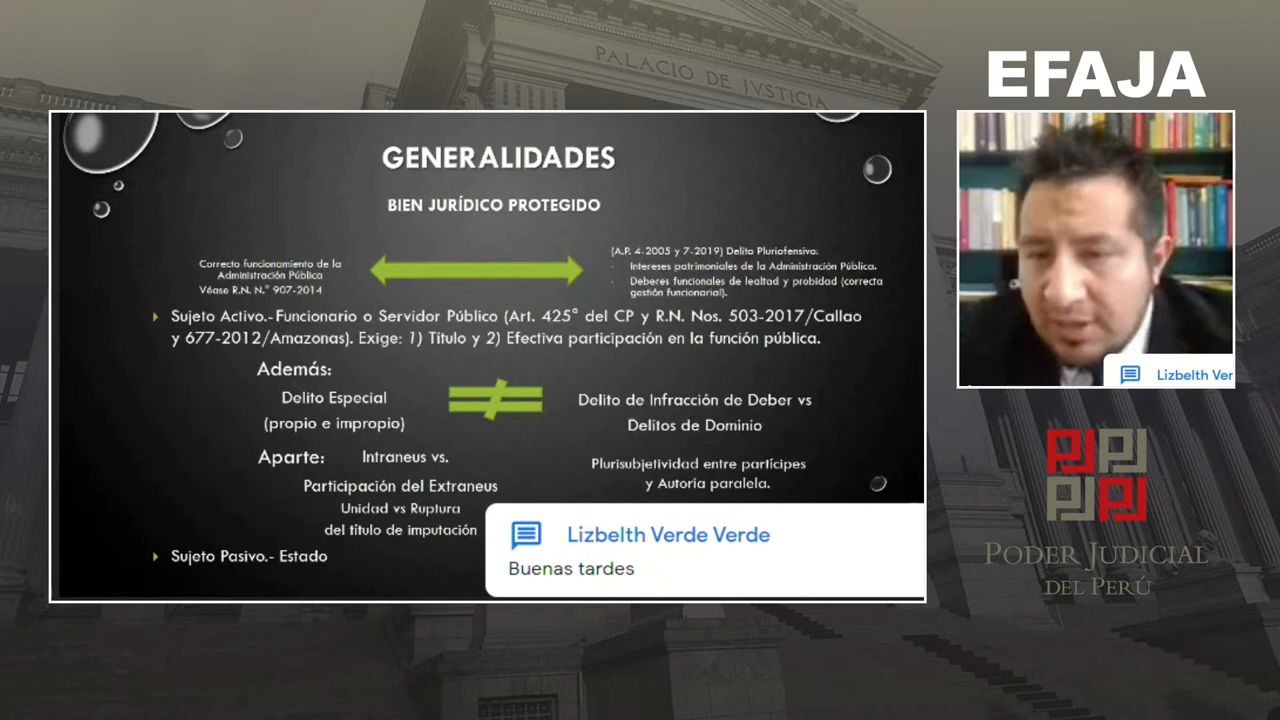 PALACIO DE JVSTICIA
EFAJA
GENERALIDADES
BIEN JURÍDICO PROTEGIDO
Correcto funcionamiento de la
Administración Pública
Véase R.N. N.° 907-2014
(A.P. 4-2005 y 7-2019) Delito Pluriofensivo:
- Intereses patrimoniales de la Administración Pública.
- Deberes funcionales de lealtad y probidad (correcta
gestión funcionarial).
Sujeto Activo.- Funcionario o Servidor Público (Art. 425° del CP y R.N. Nos. 503-2017/Callao
y 677-2012/Amazonas). Exige: 1) Título y 2) Efectiva participación en la función pública.
Además:
Delito Especial
(propio e impropio)
Delito de Infracción de Deber vs
Delitos de Dominio
Aparte: Intraneus vs.
Participación del Extraneus
Unidad vs Ruptura
del título de imputación
Plurisubjetividad entre partícipes
y Autoría paralela.
Sujeto Pasivo.- Estado
Lizbelth Verde Verde
Buenas tardes
Lizbelth Ver
PODER JUDICIAL
DEL PERÚ